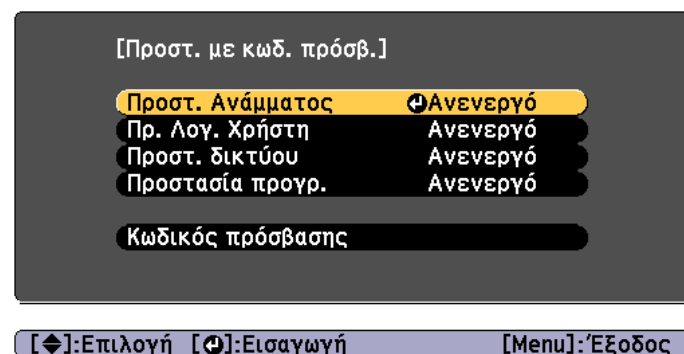 [Προστ. με κωδ. πρόσβ.]
Προστ. Ανάμματος Ανενεργό
Πρ. Λογ. Χρήστη Ανενεργό
Προστ. δικτύου Ανενεργό
Προστασία προγρ. Ανενεργό
Κωδικός πρόσβασης
[◆]:Επιλογή [↵]:Εισαγωγή [Menu]:Έξοδος